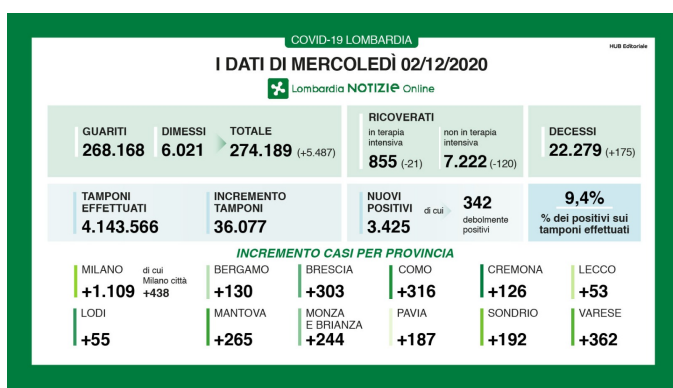 COVID-19 LOMBARDIA
HUB Editoriale
I DATI DI MERCOLEDÌ 02/12/2020
Lombardia NOTIZIE Online
GUARITI
268.168
DIMESSI
6.021
TOTALE
274.189 (+5.487)
RICOVERATI
in terapia
intensiva
855 (-21)
non in terapia
intensiva
7.222 (-120)
DECESSI
22.279 (+175)
TAMPONI
EFFETTUATI
4.143.566
INCREMENTO
TAMPONI
36.077
NUOVI
POSITIVI
3.425
di cui
342
debolmente
positivi
9,4%
% dei positivi sui
tamponi effettuati
INCREMENTO CASI PER PROVINCIA
MILANO
+1.109
di cui
Milano città
+438
BERGAMO
+130
BRESCIA
+303
COMO
+316
CREMONA
+126
LECCO
+53
LODI
+55
MANTOVA
+265
MONZA
E BRIANZA
+244
PAVIA
+187
SONDRIO
+192
VARESE
+362